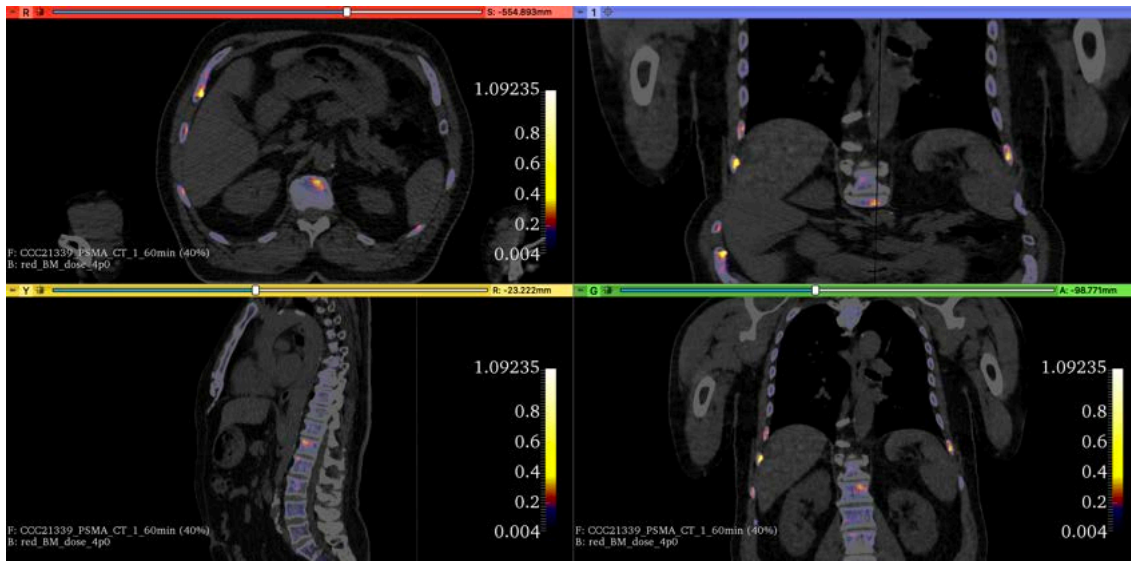 R S: -554.893mm
1.09235
0.8
0.6
0.4
0.2
0.004
F: CCC21339_PSMA_CT_1_60min (40%)
B: red_BM_dose_4p0
1
Y R: -23.222mm
1.09235
0.8
0.6
0.4
0.2
0.004
F: CCC21339_PSMA_CT_1_60min (40%)
B: red_BM_dose_4p0
G A: -98.771mm
1.09235
0.8
0.6
0.4
0.2
0.004
F: CCC21339_PSMA_CT_1_60min (40%)
B: red_BM_dose_4p0